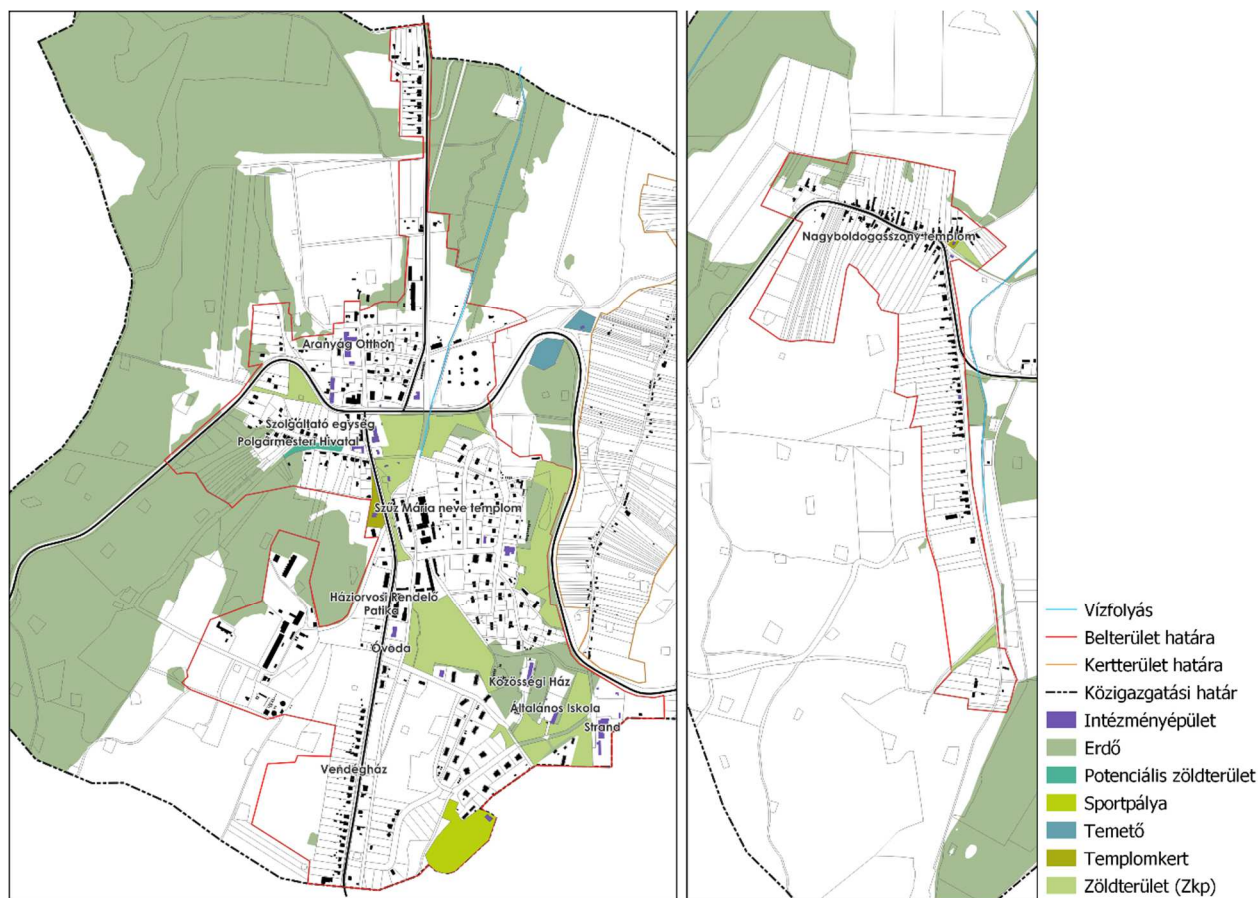 Aranyág Otthon
Szolgáltató egység
Polgármesteri Hivatal
Szűz Mária neve templom
Háziorvosi Rendelő
Patika
Óvoda
Közösségi Ház
Általános Iskola
Strand
Vendégház
Nagyboldogasszony templom
Vízfolyás
Belterület határa
Kertterület határa
Közigazgatási határ
Intézményépület
Erdő
Potenciális zöldterület
Sportpálya
Temető
Templomkert
Zöldterület (Zkp)